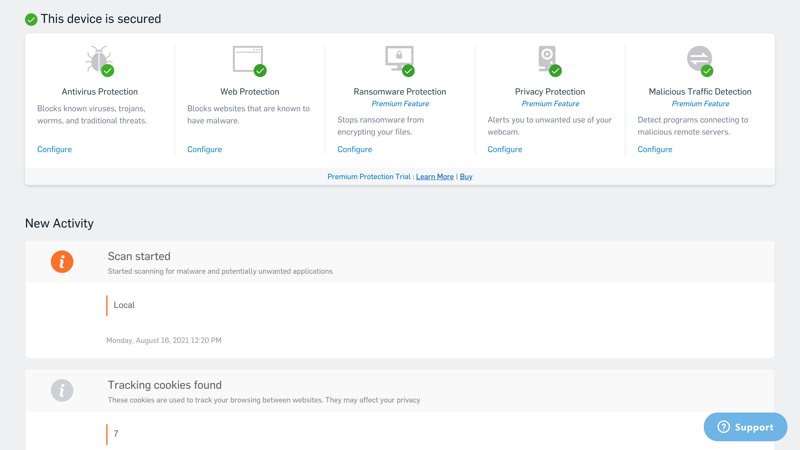 This device is secured
Antivirus Protection
Blocks known viruses, trojans,
worms, and traditional threats.
Configure
Web Protection
Blocks websites that are known to
have malware.
Configure
Ransomware Protection
Premium Feature
Stops ransomware from
encrypting your files.
Configure
Privacy Protection
Premium Feature
Alerts you to unwanted use of your
webcam.
Configure
Malicious Traffic Detection
Premium Feature
Detect programs connecting to
malicious remote servers.
Configure
Premium Protection Trial : Learn More | Buy
New Activity
Scan started
Started scanning for malware and potentially unwanted applications
Local
Monday, August 16, 2021 12:20 PM
Tracking cookies found
These cookies are used to track your browsing between websites. They may affect your privacy
7
Support